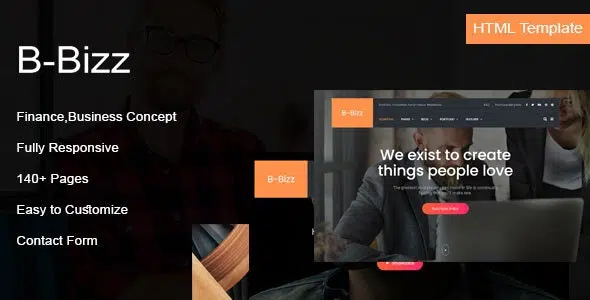 HTML Template
B-Bizz
Finance,Business Concept
Fully Responsive
140+ Pages
Easy to Customize
Contact Form
B-Bizz
B-Bizz
We exist to create
things people love